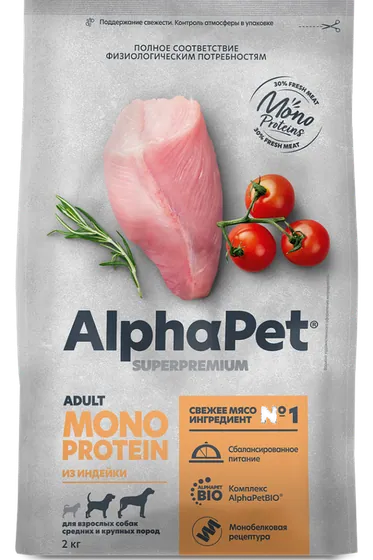 Поддержание свежести. Контроль атмосферы в упаковке
ПОЛНОЕ СООТВЕТСТВИЕ
ФИЗИОЛОГИЧЕСКИМ ПОТРЕБНОСТЯМ
30% FRESH MEAT
Mono
Proteins
30% FRESH MEAT
AlphaPet®
SUPERPREMIUM
ADULT
MONO
PROTEIN
ИЗ ИНДЕЙКИ
для взрослых собак
средних и крупных пород
2 кг
СВЕЖЕЕ МЯСО
ИНГРЕДИЕНТ №1
Сбалансированное
питание
ALPHAPET
BIO
Комплекс
AlphaPetBIO®
Монобелковая
рецептура